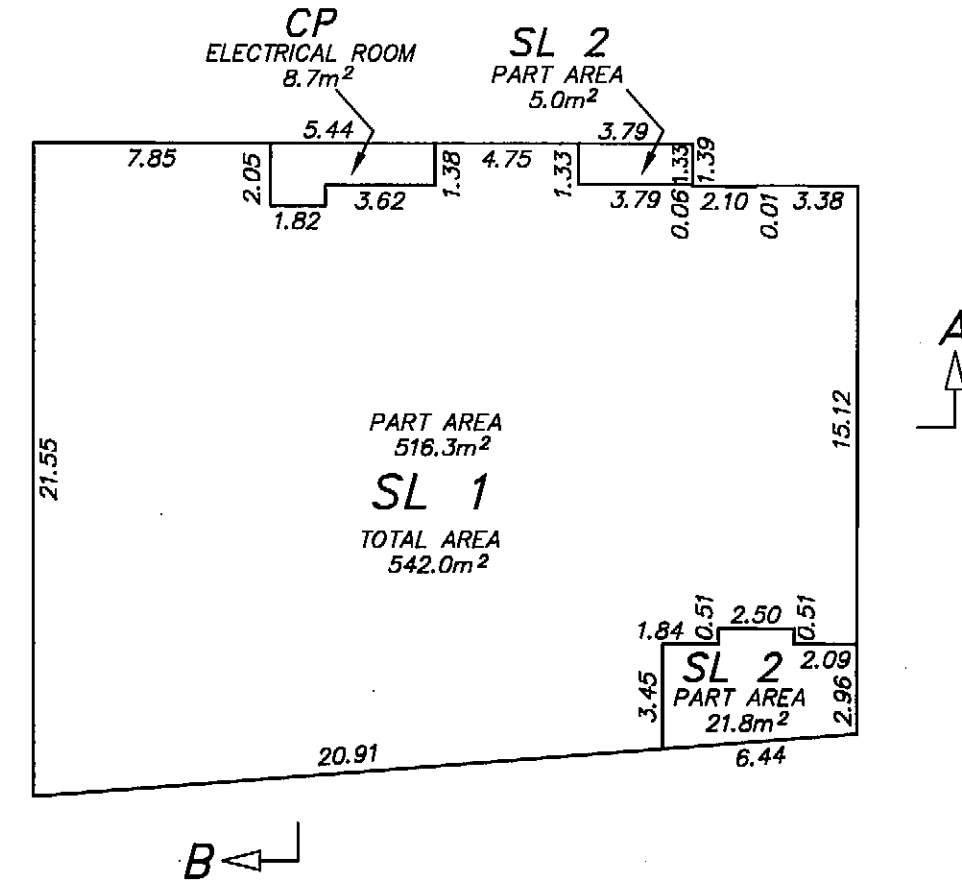 CP
ELECTRICAL ROOM
8.7m²
SL 2
PART AREA
5.0m²
5.44
3.79
7.85
2.05
1.38
4.75
1.33
1.33
1.39
1.82
3.62
3.79
0.06
2.10
0.01
3.38
A
21.55
PART AREA
516.3m²
SL 1
TOTAL AREA
542.0m²
15.12
1.84
0.51
2.50
0.51
2.09
SL 2
PART AREA
21.8m²
3.45
2.96
20.91
6.44
B